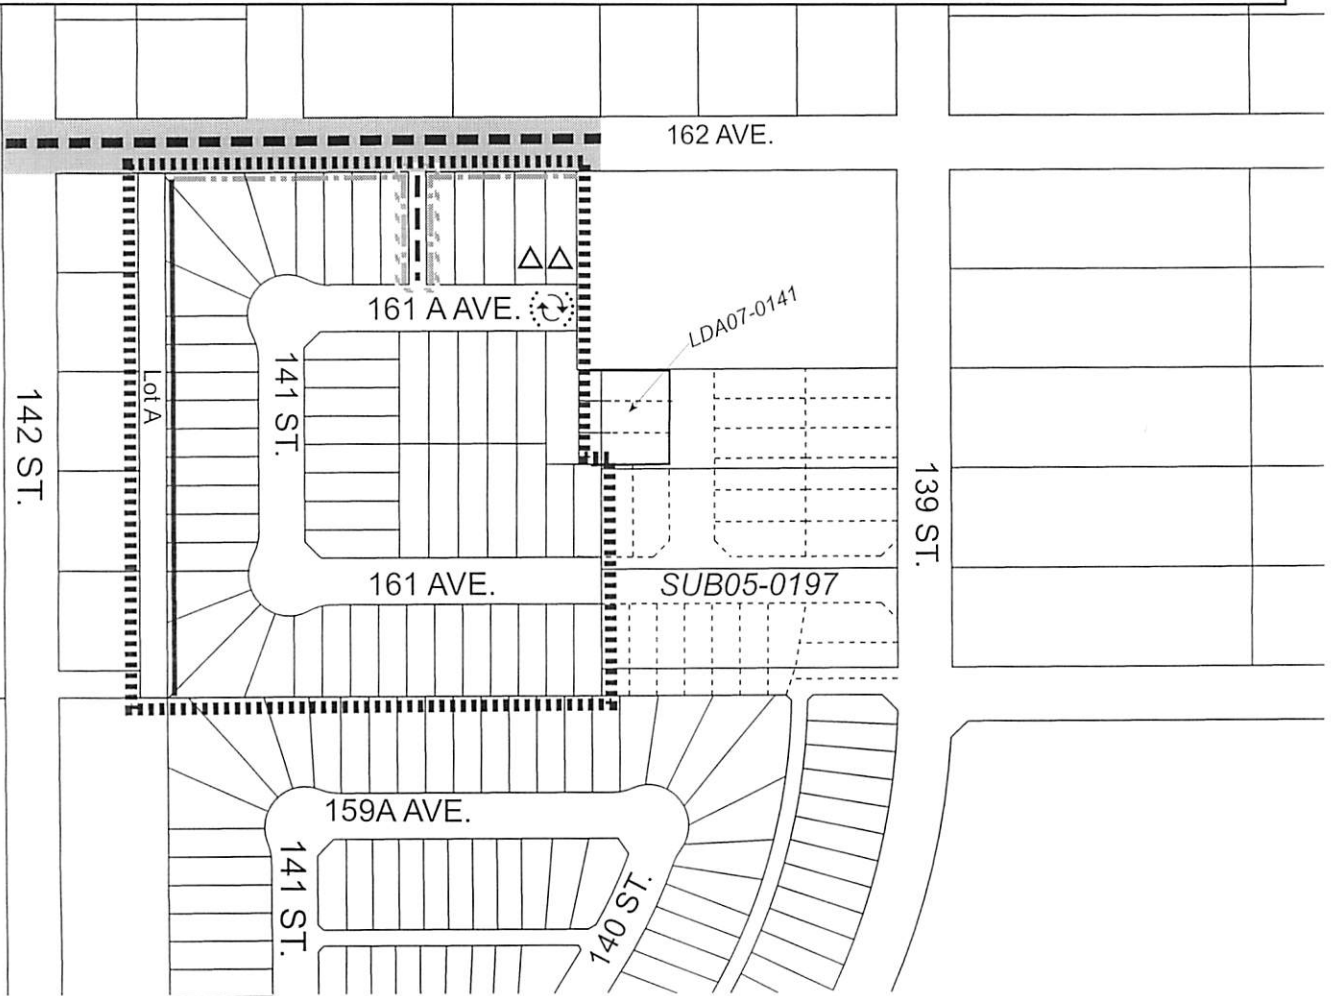 162 AVE.
161 A AVE.
LDA07-0141
Lot A
141 ST.
142 ST.
139 ST.
161 AVE.
SUB05-0197
159A AVE.
141 ST.
140 ST.